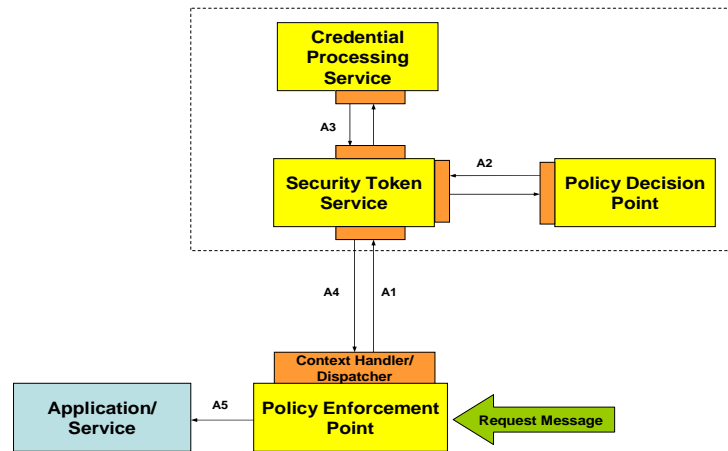 Credential
Processing
Service
A3
A2
Security Token
Service
Policy Decision
Point
A4
A1
Context Handler/
Dispatcher
Application/
Service
A5
Policy Enforcement
Point
Request Message